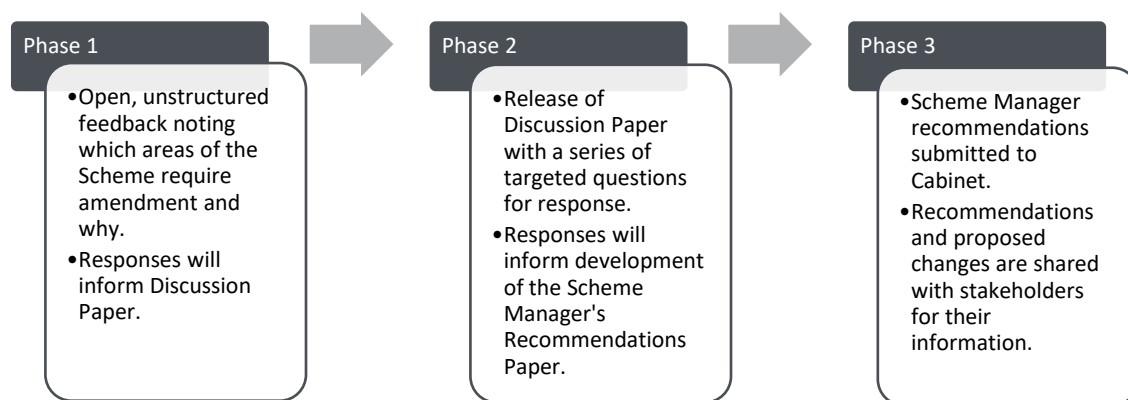 Phase 1
•Open, unstructured
feedback noting
which areas of the
Scheme require
amendment and
why.
•Responses will
inform Discussion
Paper.
Phase 2
•Release of
Discussion Paper
with a series of
targeted questions
for response.
•Responses will
inform development
of the Scheme
Manager's
Recommendations
Paper.
Phase 3
•Scheme Manager
recommendations
submitted to
Cabinet.
•Recommendations
and proposed
changes are shared
with stakeholders
for their
information.